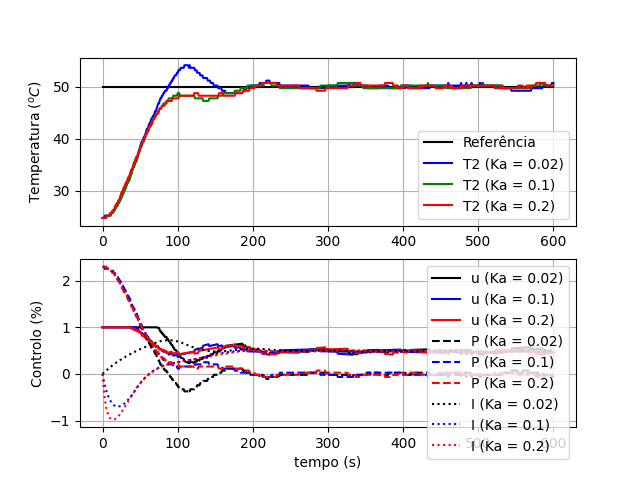 50
40
30
Temperatura (°C)
Referência
T2 (Ka = 0.02)
T2 (Ka = 0.1)
T2 (Ka = 0.2)
0 100 200 300 400 500 600
2
1
0
−1
Controlo (%)
u (Ka = 0.02)
u (Ka = 0.1)
u (Ka = 0.2)
P (Ka = 0.02)
P (Ka = 0.1)
P (Ka = 0.2)
I (Ka = 0.02)
I (Ka = 0.1)
I (Ka = 0.2)
0 100 200 300 400 500 600
tempo (s)